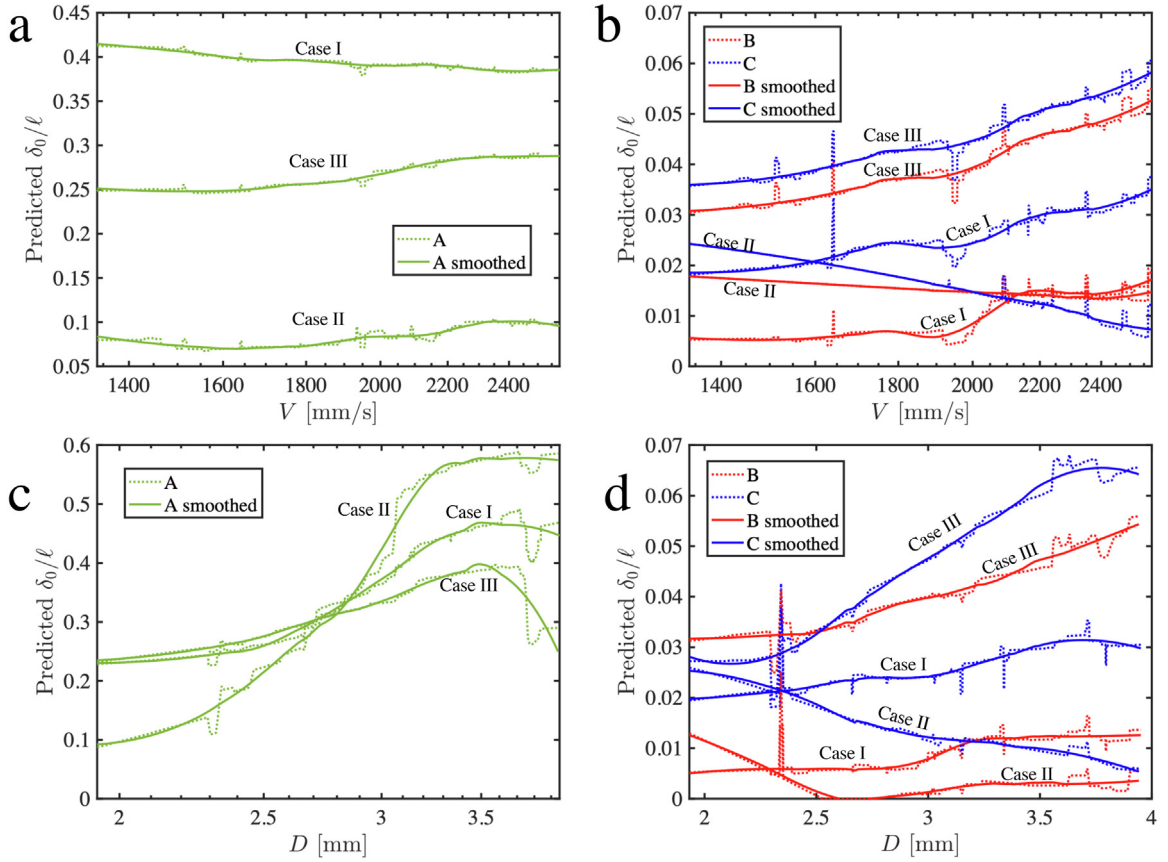 a
0.45
0.4
0.35
0.3
0.25
0.2
0.15
0.1
0.05
Predicted δ₀/ℓ
Case I
Case III
Case II
A
A smoothed
1400 1600 1800 2000 2200 2400
V [mm/s]
b
0.07
0.06
0.05
0.04
0.03
0.02
0.01
0
Predicted δ₀/ℓ
B
C
B smoothed
C smoothed
Case III
Case III
Case I
Case II
Case II
Case I
1400 1600 1800 2000 2200 2400
V [mm/s]
c
0.6
0.5
0.4
0.3
0.2
0.1
0
Predicted δ₀/ℓ
A
A smoothed
Case II
Case I
Case III
2 2.5 3 3.5
D [mm]
d
0.07
0.06
0.05
0.04
0.03
0.02
0.01
0
Predicted δ₀/ℓ
B
C
B smoothed
C smoothed
Case III
Case III
Case I
Case II
Case I
Case II
2 2.5 3 3.5 4
D [mm]